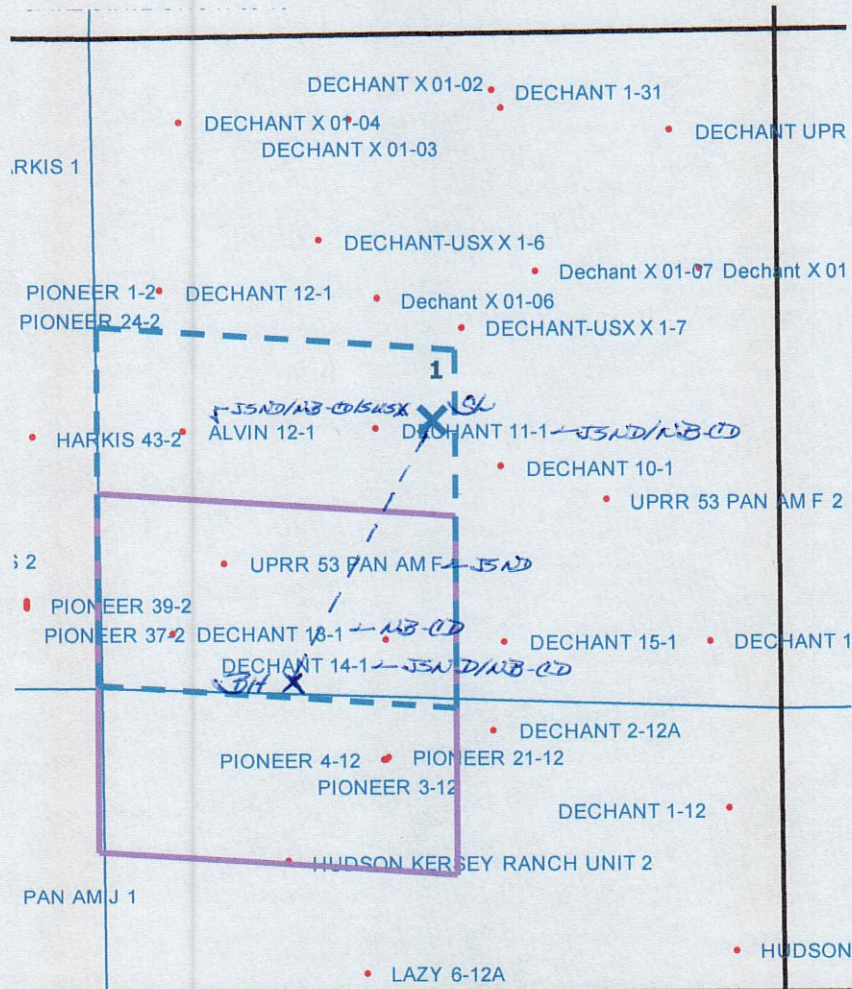 DECHANT X 01-02
DECHANT 1-31
DECHANT X 01-04
DECHANT UPR
DECHANT X 01-03
RKIS 1
DECHANT-USX X 1-6
Dechant X 01-07 Dechant X 01
PIONEER 1-2 DECHANT 12-1
Dechant X 01-06
PIONEER 24-2
DECHANT-USX X 1-7
1
JSND/NB-CD/SUSX
SL
HARKIS 43-2
ALVIN 12-1
DECHANT 11-1 - JSND/NB-CD
DECHANT 10-1
UPRR 53 PAN AM F 2
2
UPRR 53 PAN AM F - JSND
PIONEER 39-2
PIONEER 37-2 DECHANT 13-1 - NB-CD
DECHANT 15-1
DECHANT 1
DECHANT 14-1 - JSND/NB-CD
BH
DECHANT 2-12A
PIONEER 4-12
PIONEER 21-12
PIONEER 3-12
DECHANT 1-12
HUDSON KERSEY RANCH UNIT 2
PAN AM J 1
HUDSON
LAZY 6-12A